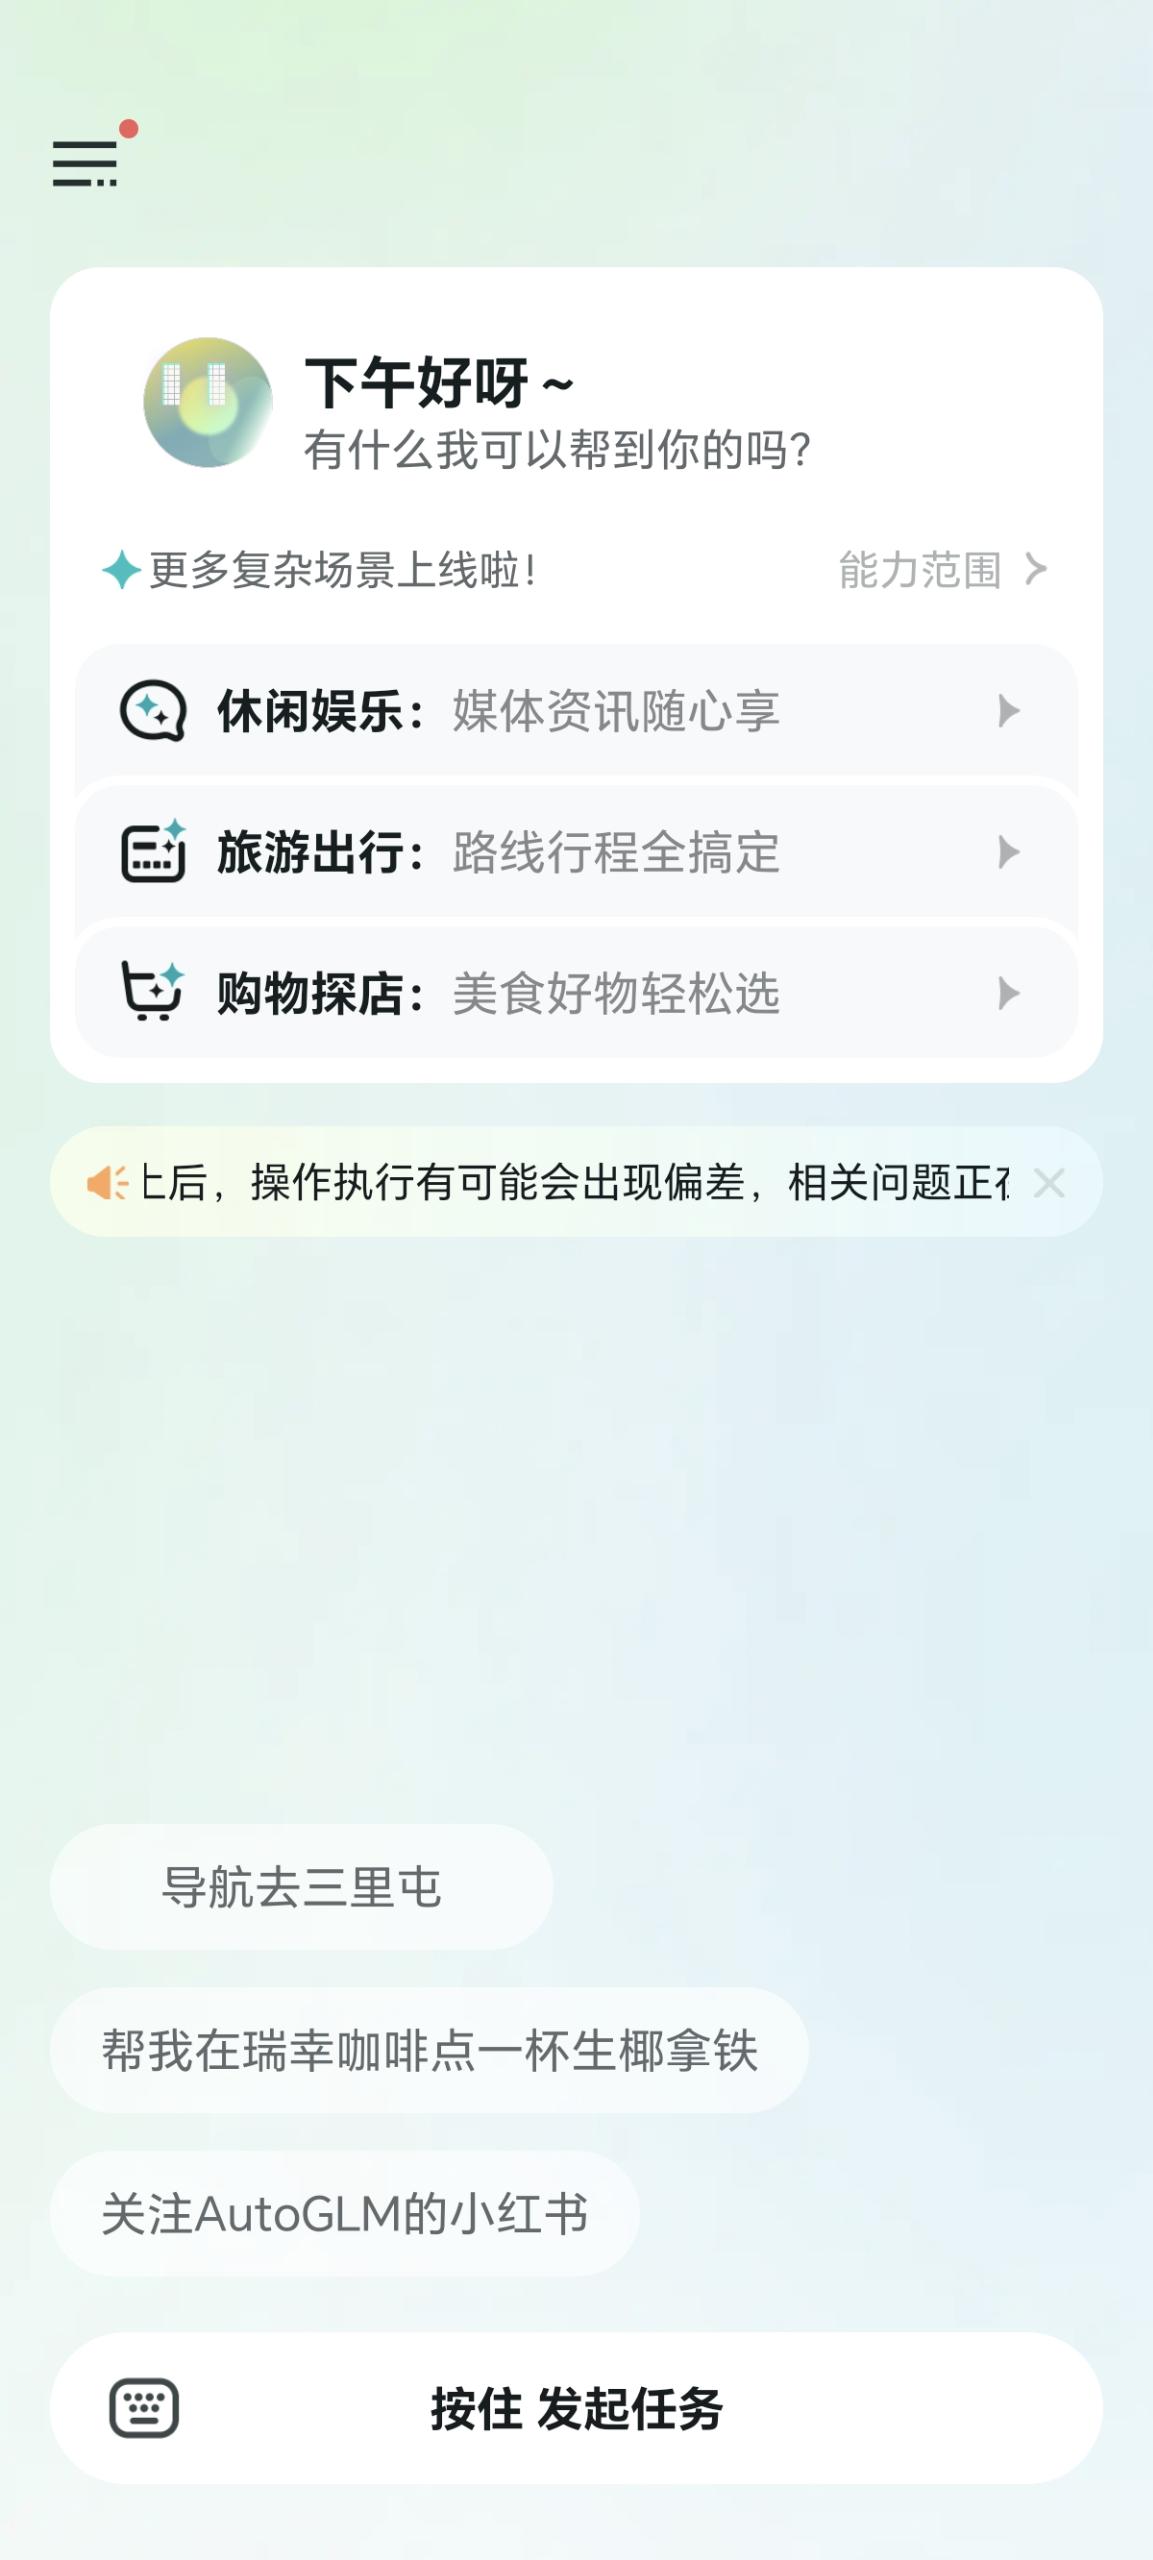 下午好呀～
有什么我可以帮到你的吗？
更多复杂场景上线啦！ 能力范围
休闲娱乐：媒体资讯随心享
旅游出行：路线行程全搞定
购物探店：美食好物轻松选
后，操作执行有可能会出现偏差，相关问题正
导航去三里屯
帮我在瑞幸咖啡点一杯生椰拿铁
关注AutoGLM的小红书
按住 发起任务